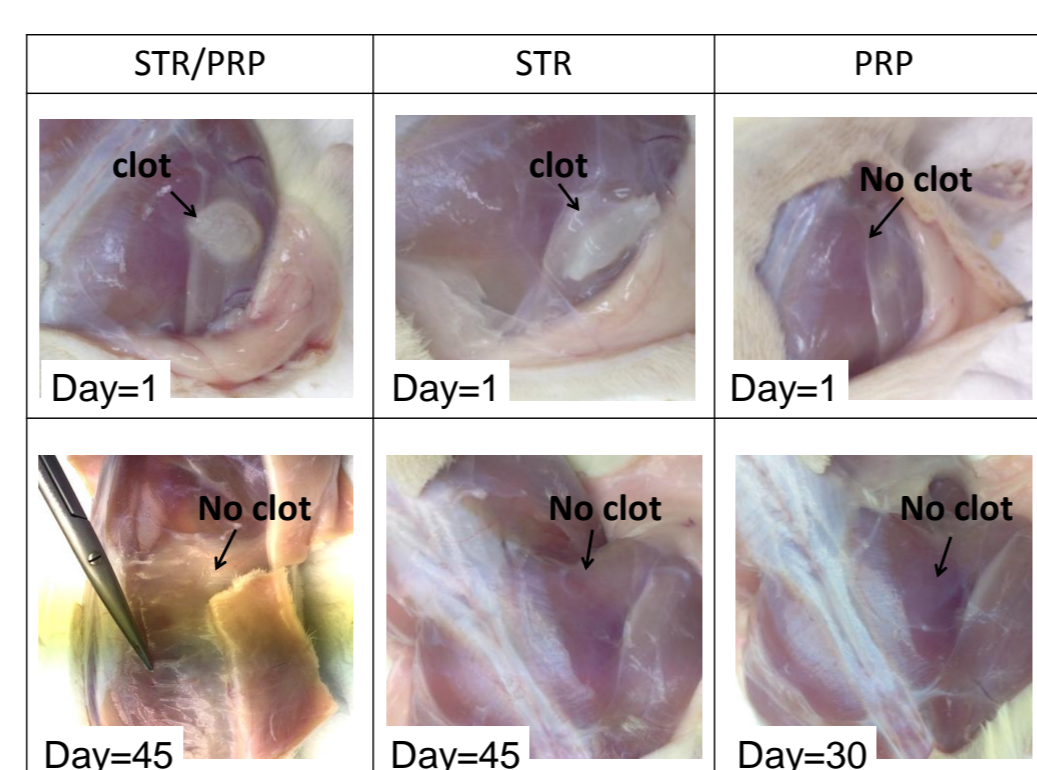 STR/PRP
STR
PRP
clot
clot
No clot
Day=1
Day=1
Day=1
No clot
No clot
No clot
Day=45
Day=45
Day=30